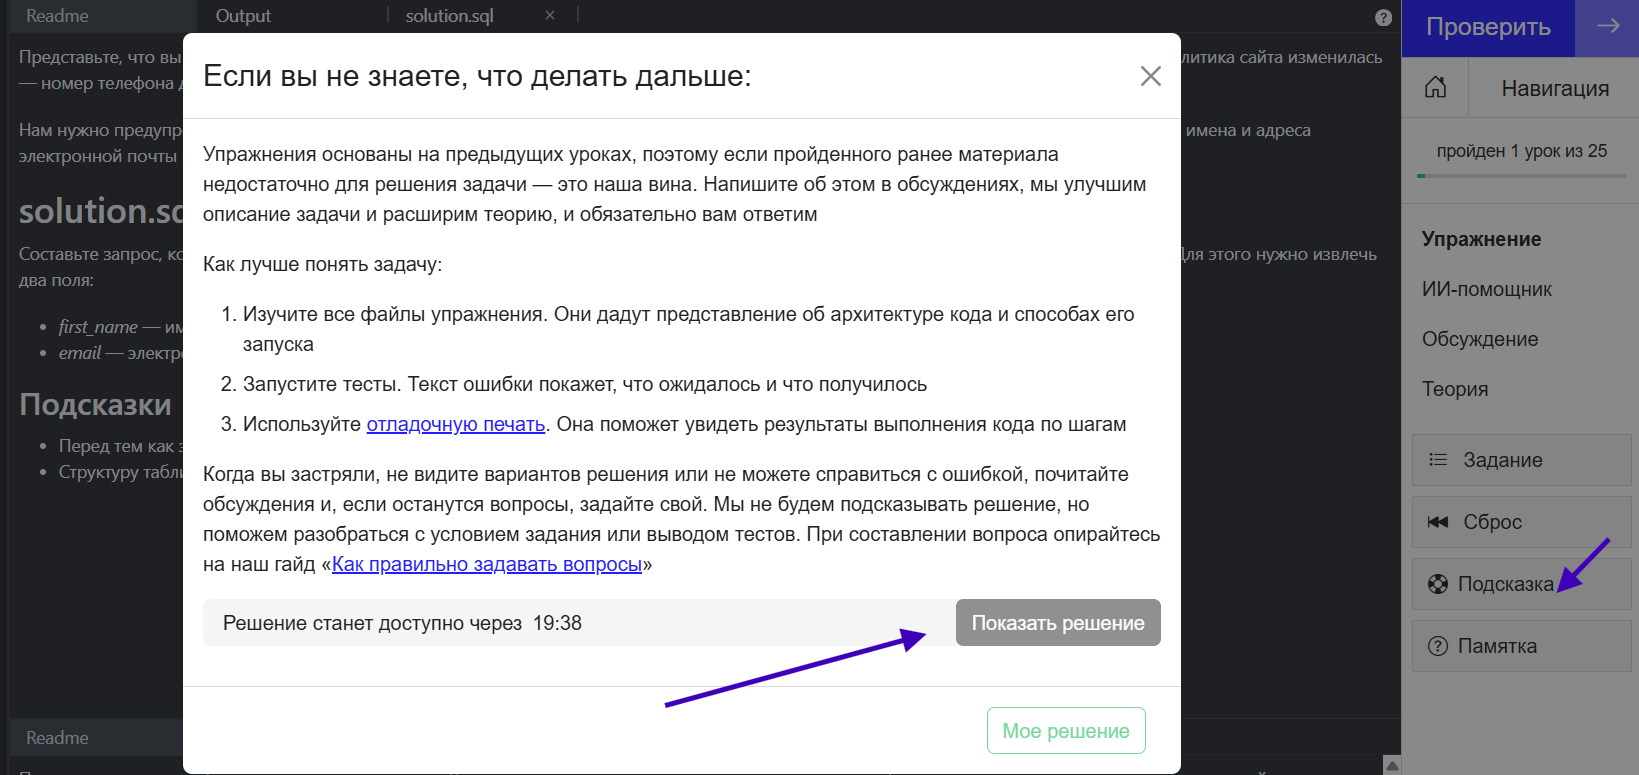 Readme
Output
solution.sql
Проверить
Представьте, что вы
литика сайта изменилась
— номер телефона
Навигация
Нам нужно
имена и адреса
электронной почты
пройден 1 урок из 25
solution.sq
Составьте запрос,
Для этого нужно извлечь
два поля:
first_name —
email —
Подсказки
Перед тем как
Структуру
Если вы не знаете, что делать дальше:
Упражнения основаны на предыдущих уроках, поэтому если пройденного ранее материала
недостаточно для решения задачи — это наша вина. Напишите об этом в обсуждениях, мы улучшим
описание задачи и расширим теорию, и обязательно вам ответим
Как лучше понять задачу:
1. Изучите все файлы упражнения. Они дадут представление об архитектуре кода и способах его
запуска
2. Запустите тесты. Текст ошибки покажет, что ожидалось и что получилось
3. Используйте отладочную печать. Она поможет увидеть результаты выполнения кода по шагам
Когда вы застряли, не видите вариантов решения или не можете справиться с ошибкой, почитайте
обсуждения и, если останутся вопросы, задайте свой. Мы не будем подсказывать решение, но
поможем разобраться с условием задания или выводом тестов. При составлении вопроса опирайтесь
на наш гайд «Как правильно задавать вопросы»
Решение станет доступно через 19:38
Показать решение
Мое решение
Упражнение
ИИ-помощник
Обсуждение
Теория
Задание
Сброс
Подсказка
Памятка
Readme